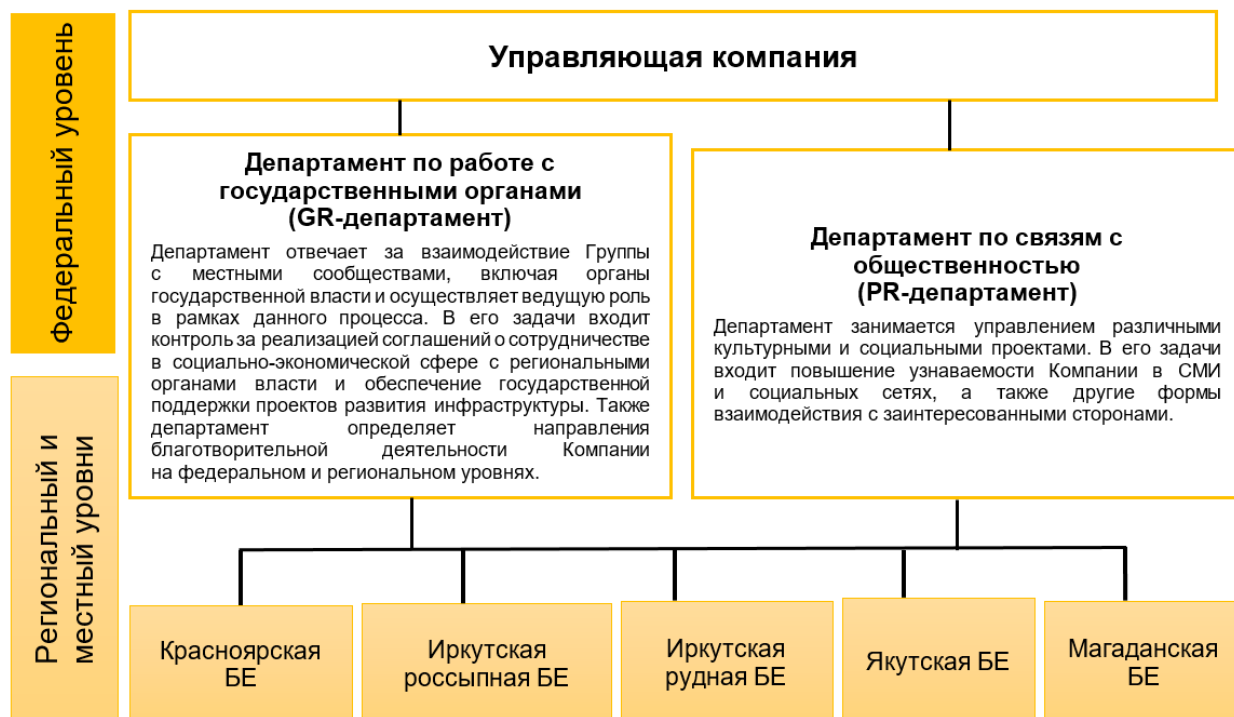 Федеральный уровень
Управляющая компания
Департамент по работе с
государственными органами
(GR-департамент)
Департамент отвечает за взаимодействие Группы
с местными сообществами, включая органы
государственной власти и осуществляет ведущую роль
в рамках данного процесса. В его задачи входит
контроль за реализацию соглашений о сотрудничестве
в социально-экономической сфере с региональными
органами власти и обеспечение государственной
поддержки проектов развития инфраструктуры. Также
департамент определяет направления
благотворительной деятельности Компании
на федеральном и региональном уровнях.
Департамент по связям с
общественностью
(PR-департамент)
Департамент занимается управлением различными
культурными и социальными проектами. В его задачи
входит повышение узнаваемости Компании в СМИ
и социальных сетях, а также другие формы
взаимодействия с заинтересованными сторонами.
Региональный и
местный уровни
Красноярская
БЕ
Иркутская
россыпная БЕ
Иркутская
рудная БЕ
Якутская БЕ
Магаданская
БЕ